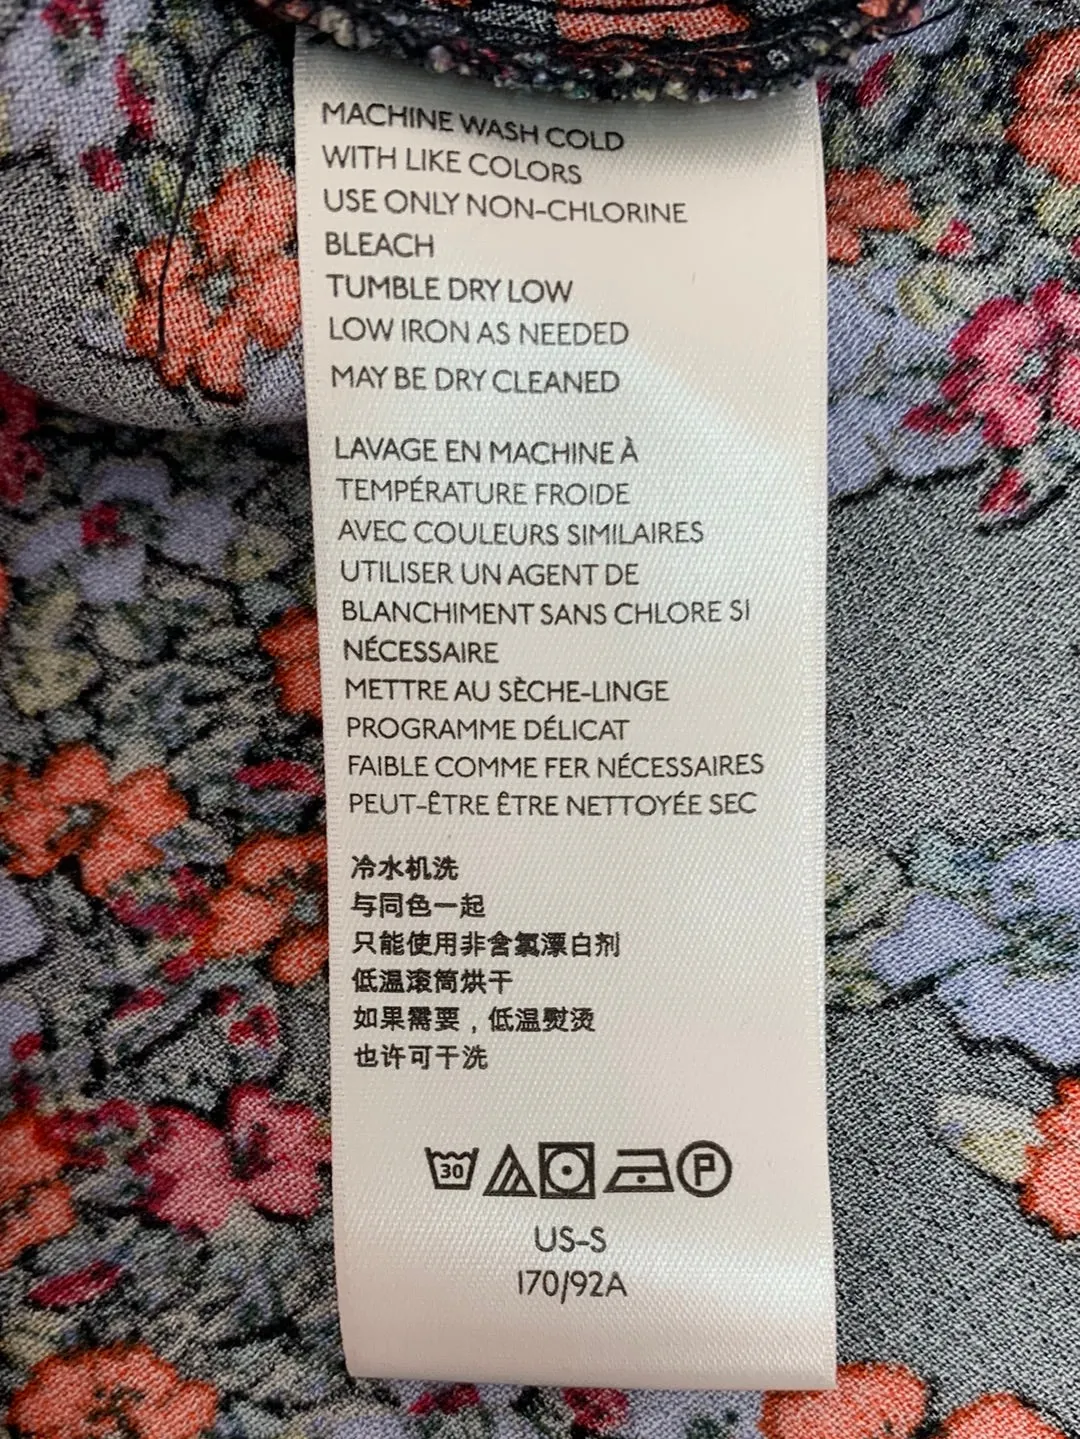 MACHINE WASH COLD
WITH LIKE COLORS
USE ONLY NON-CHLORINE
BLEACH
TUMBLE DRY LOW
LOW IRON AS NEEDED
MAY BE DRY CLEANED
LAVAGE EN MACHINE À
TEMPÉRATURE FROIDE
AVEC COULEURS SIMILAIRES
UTILISER UN AGENT DE
BLANCHIMENT SANS CHLORE SI
NÉCESSAIRE
METTRE AU SÈCHE-LINGE
PROGRAMME DÉLICAT
FAIBLE COMME FER NÉCESSAIRES
PEUT-ÊTRE ÊTRE NETTOYÉE SEC
冷水机洗
与同色一起
只能使用非含氯漂白剂
低温滚筒烘干
如果需要，低温熨烫
也许可干洗
30 P
US-S
170/92A